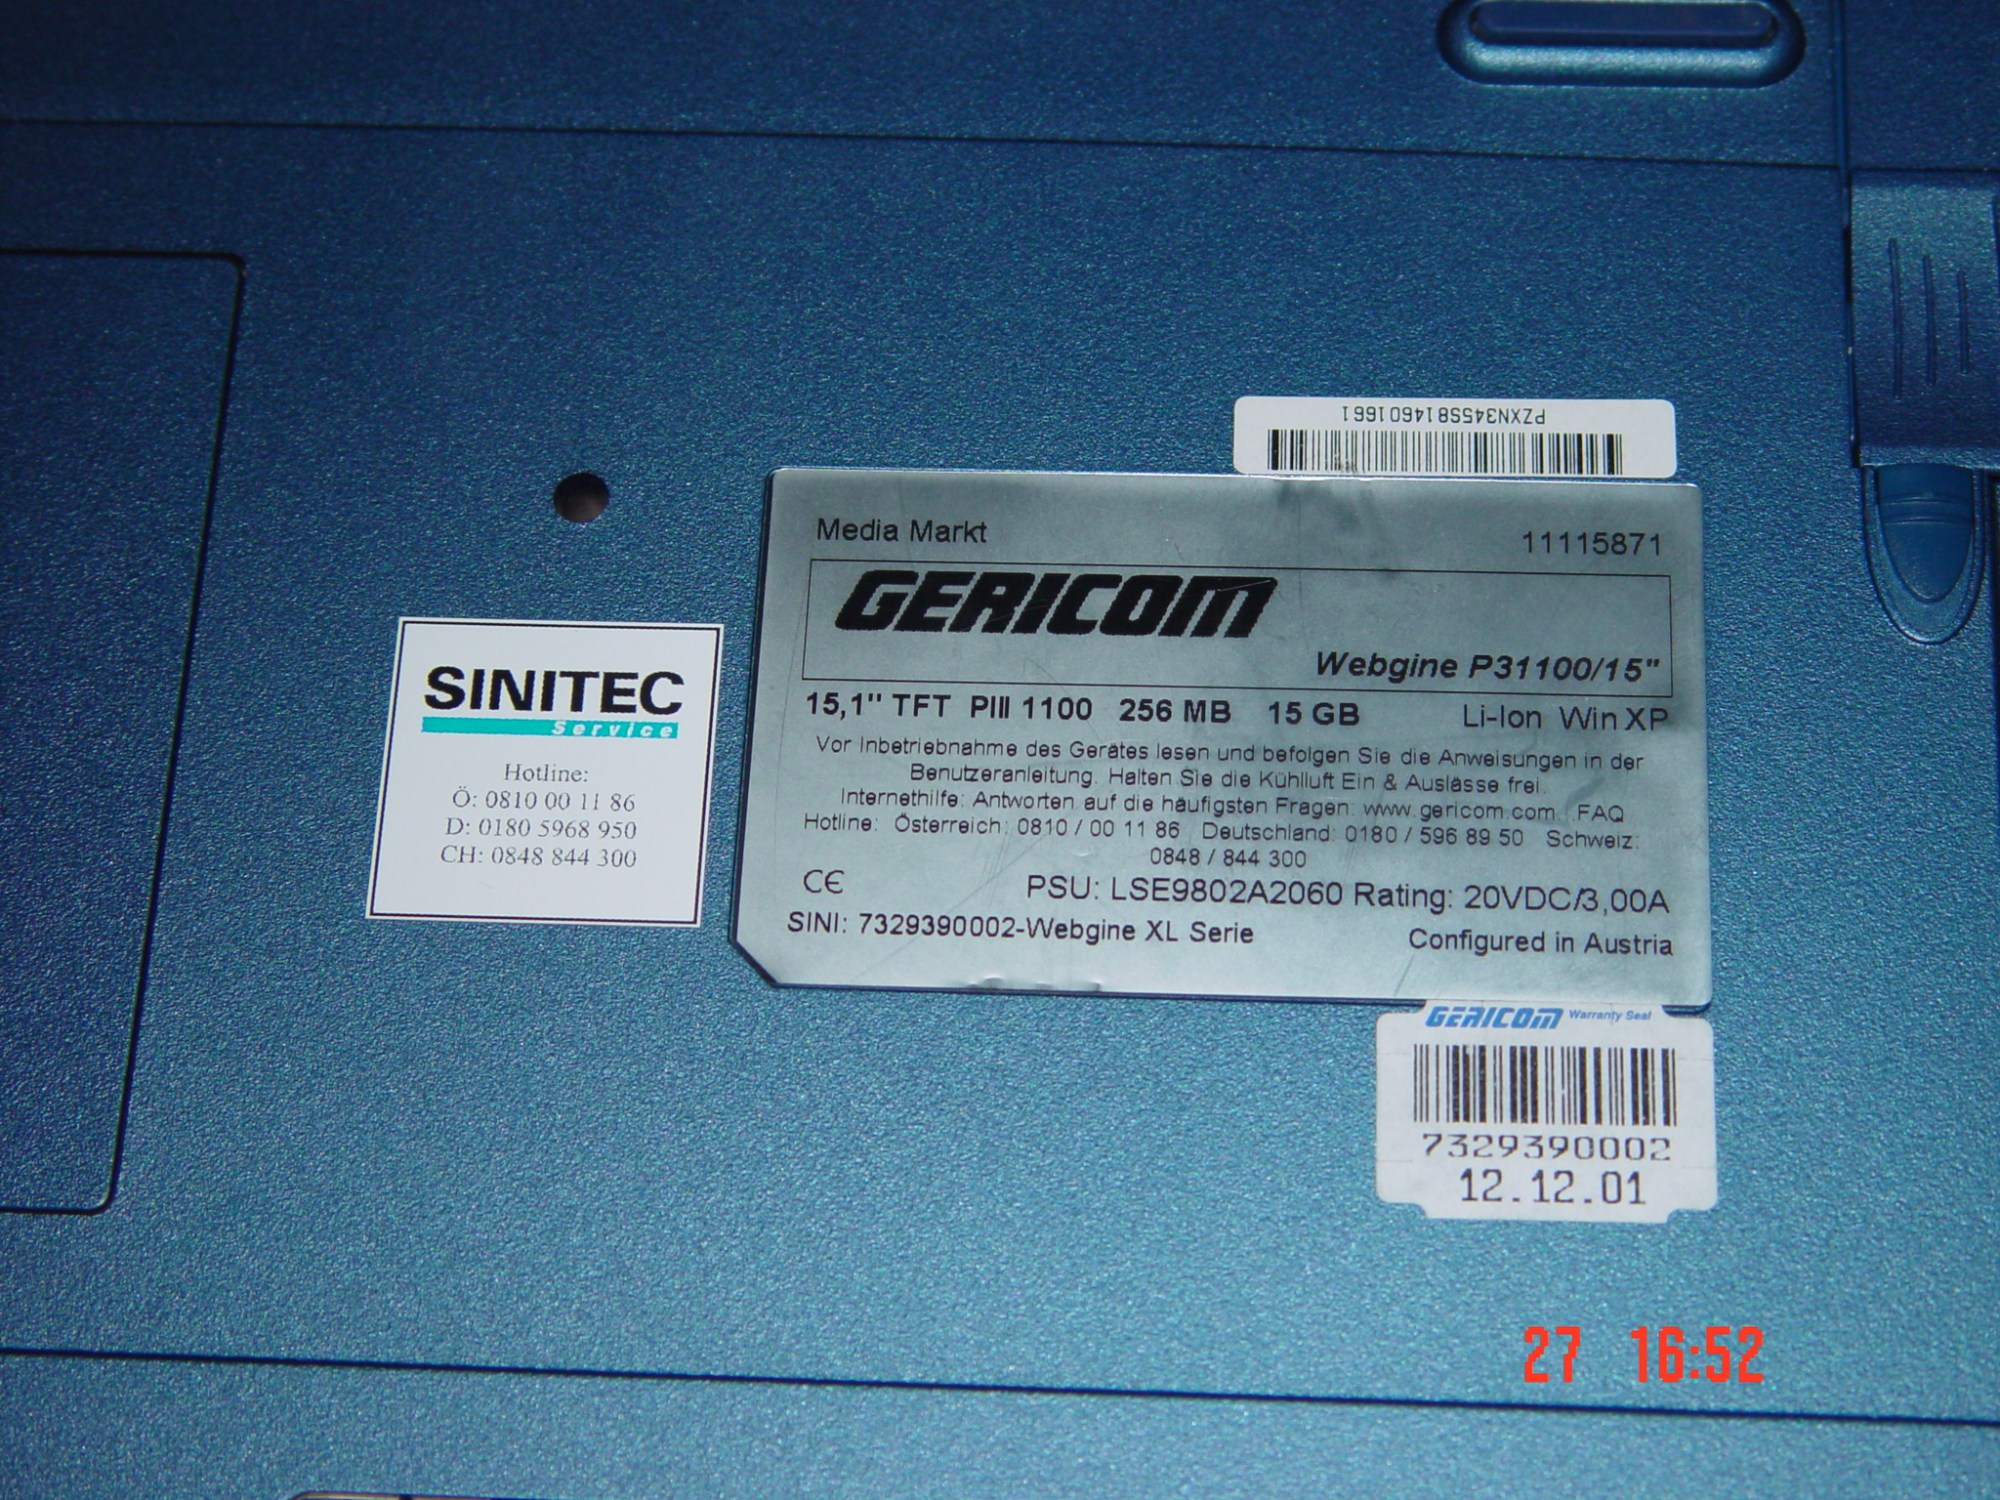 PZXN345S814601661
Media Markt 11115871
GERICOM
Webgine P31100/15"
15,1" TFT PIII 1100 256 MB 15 GB Li-Ion Win XP
Vor Inbetriebnahme des Gerätes lesen und befolgen Sie die Anweisungen in der
Benutzeranleitung. Halten Sie die Kühlluft Ein & Auslässe frei.
Internethilfe: Antworten auf die häufigsten Fragen: www.gericom.com FAQ
Hotline: Österreich: 0810 / 00 11 86 Deutschland: 0180 / 596 89 50 Schweiz:
0848 / 844 300
CE PSU: LSE9802A2060 Rating: 20VDC/3,00A
SINI: 7329390002-Webgine XL Serie Configured in Austria
SINITEC
Service
Hotline:
Ö: 0810 00 11 86
D: 0180 5968 950
CH: 0848 844 300
GERICOM Warranty Seal
7329390002
12.12.01
27 16:52